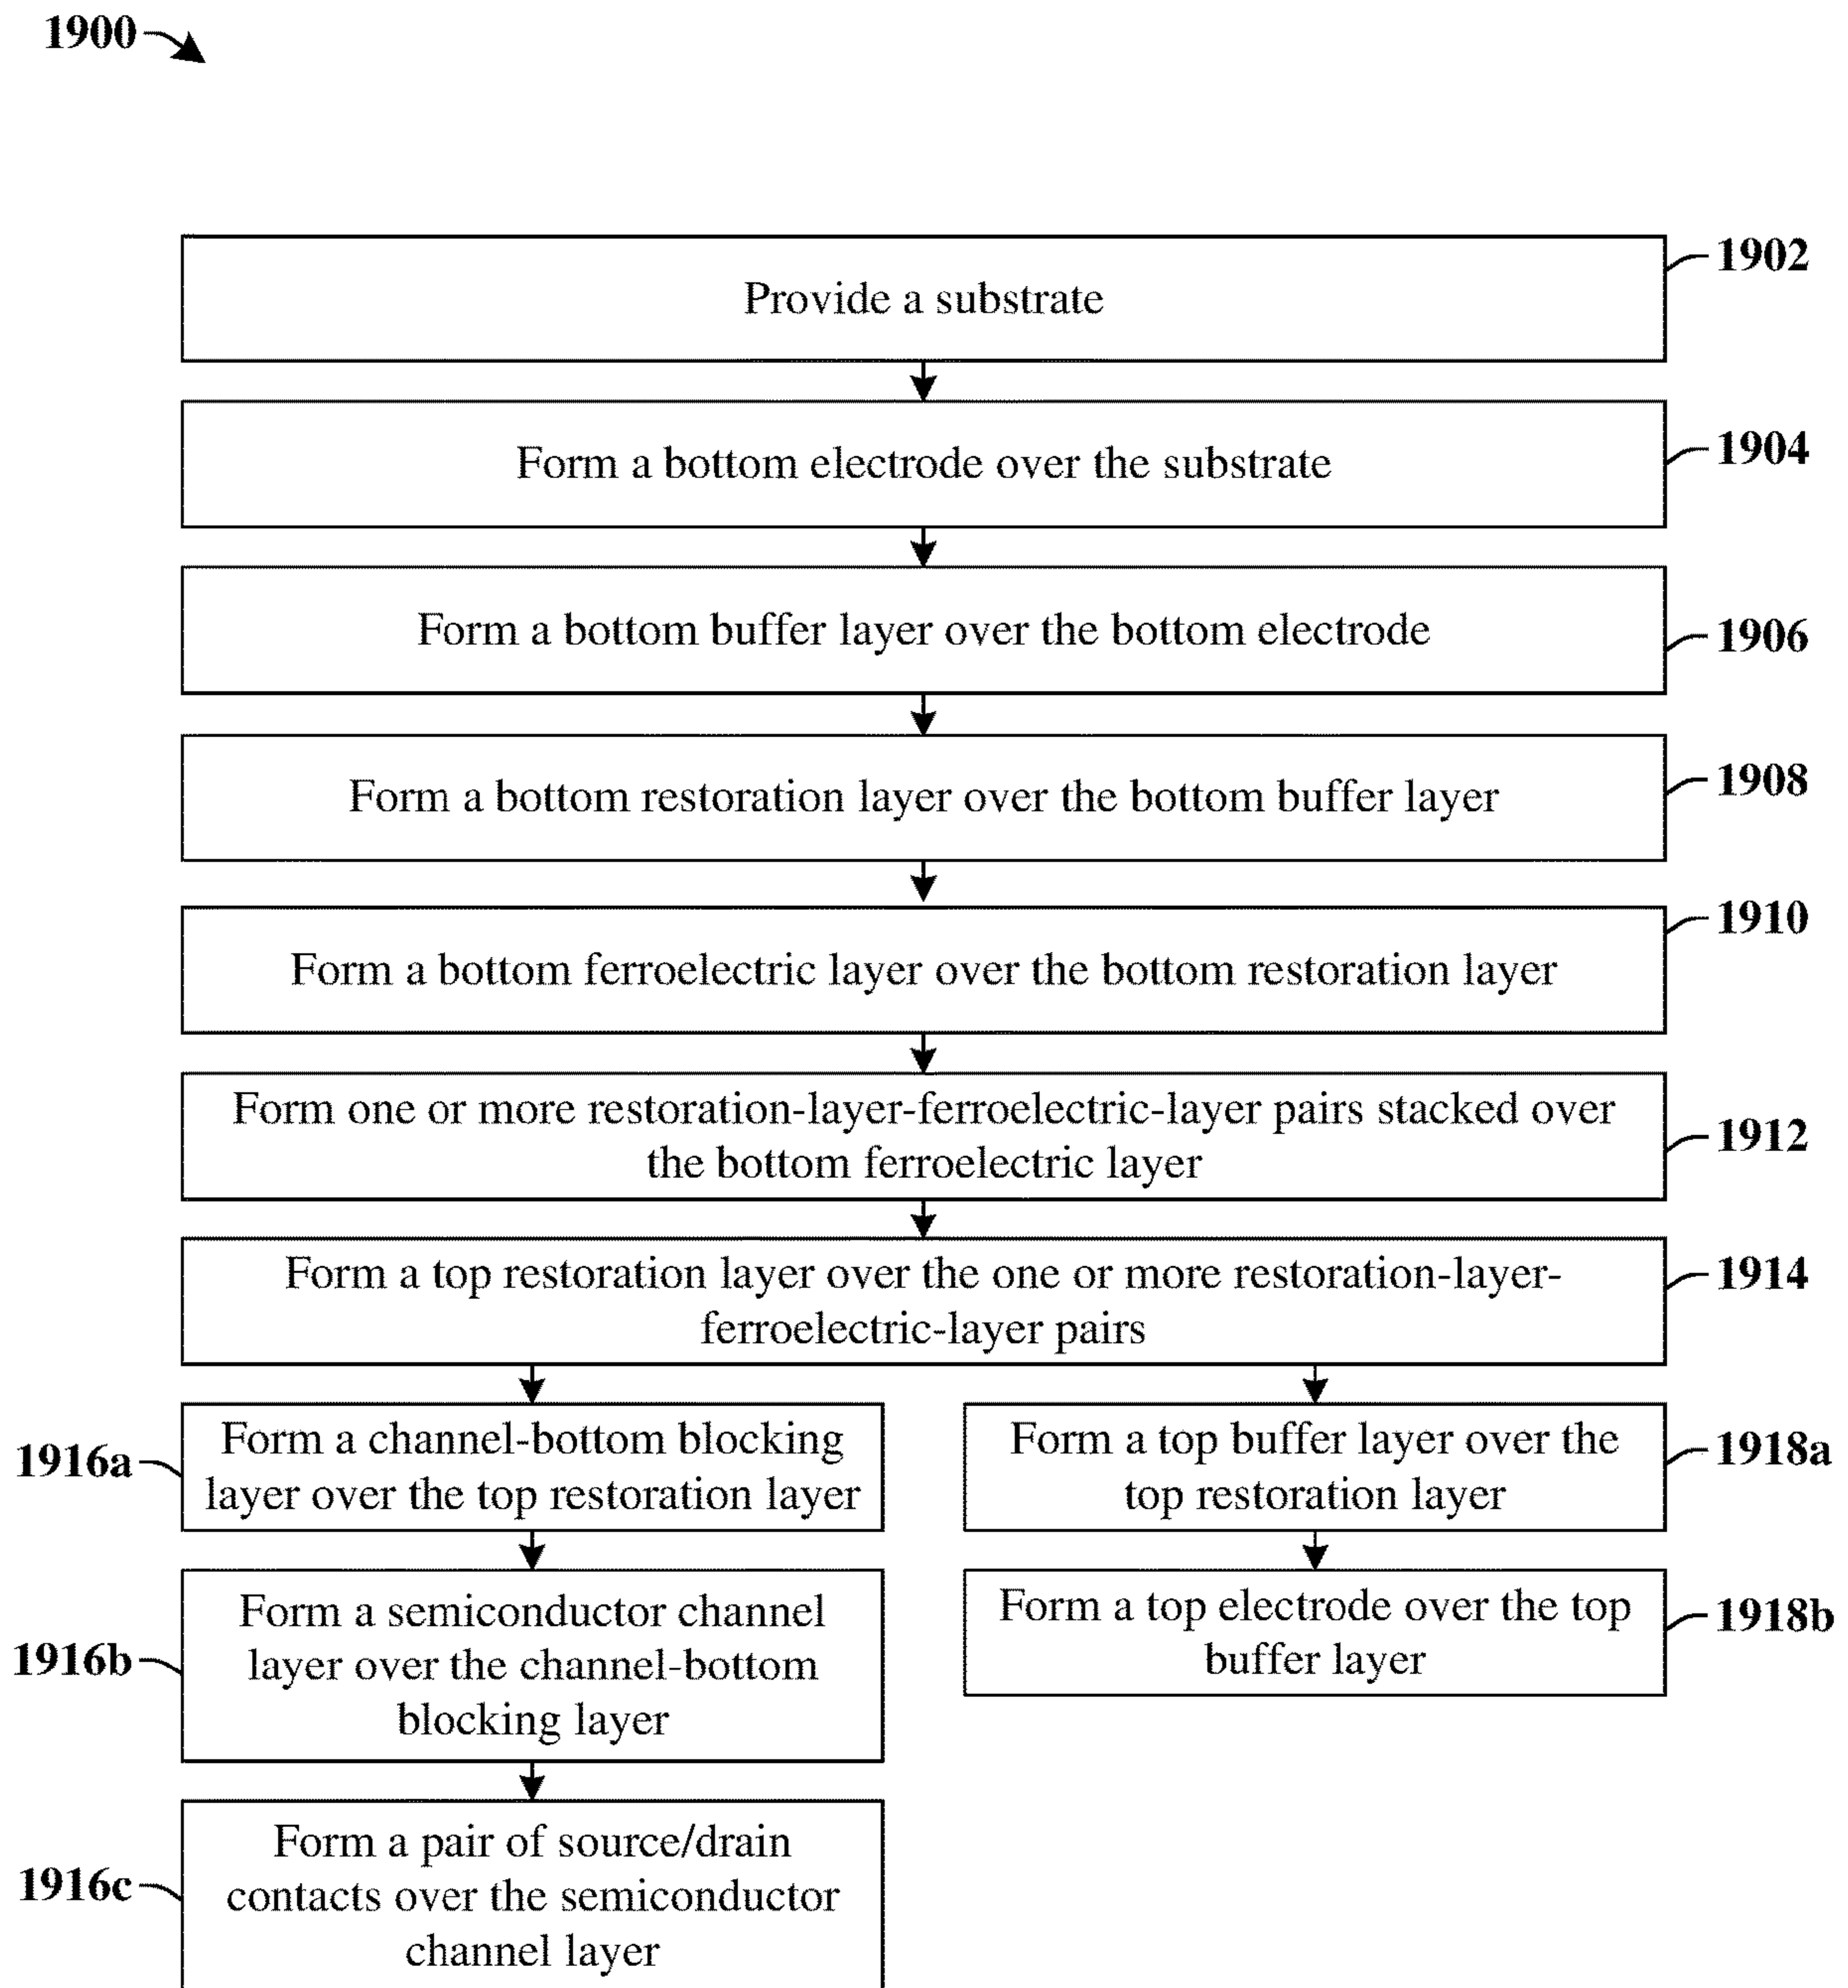 1900
Provide a substrate
1902
Form a bottom electrode over the substrate
1904
Form a bottom buffer layer over the bottom electrode
1906
Form a bottom restoration layer over the bottom buffer layer
1908
Form a bottom ferroelectric layer over the bottom restoration layer
1910
Form one or more restoration-layer-ferroelectric-layer pairs stacked over
the bottom ferroelectric layer
1912
Form a top restoration layer over the one or more restoration-layer-
ferroelectric-layer pairs
1914
1916a
Form a channel-bottom blocking
layer over the top restoration layer
Form a top buffer layer over the
top restoration layer
1918a
1916b
Form a semiconductor channel
layer over the channel-bottom
blocking layer
Form a top electrode over the top
buffer layer
1918b
1916c
Form a pair of source/drain
contacts over the semiconductor
channel layer